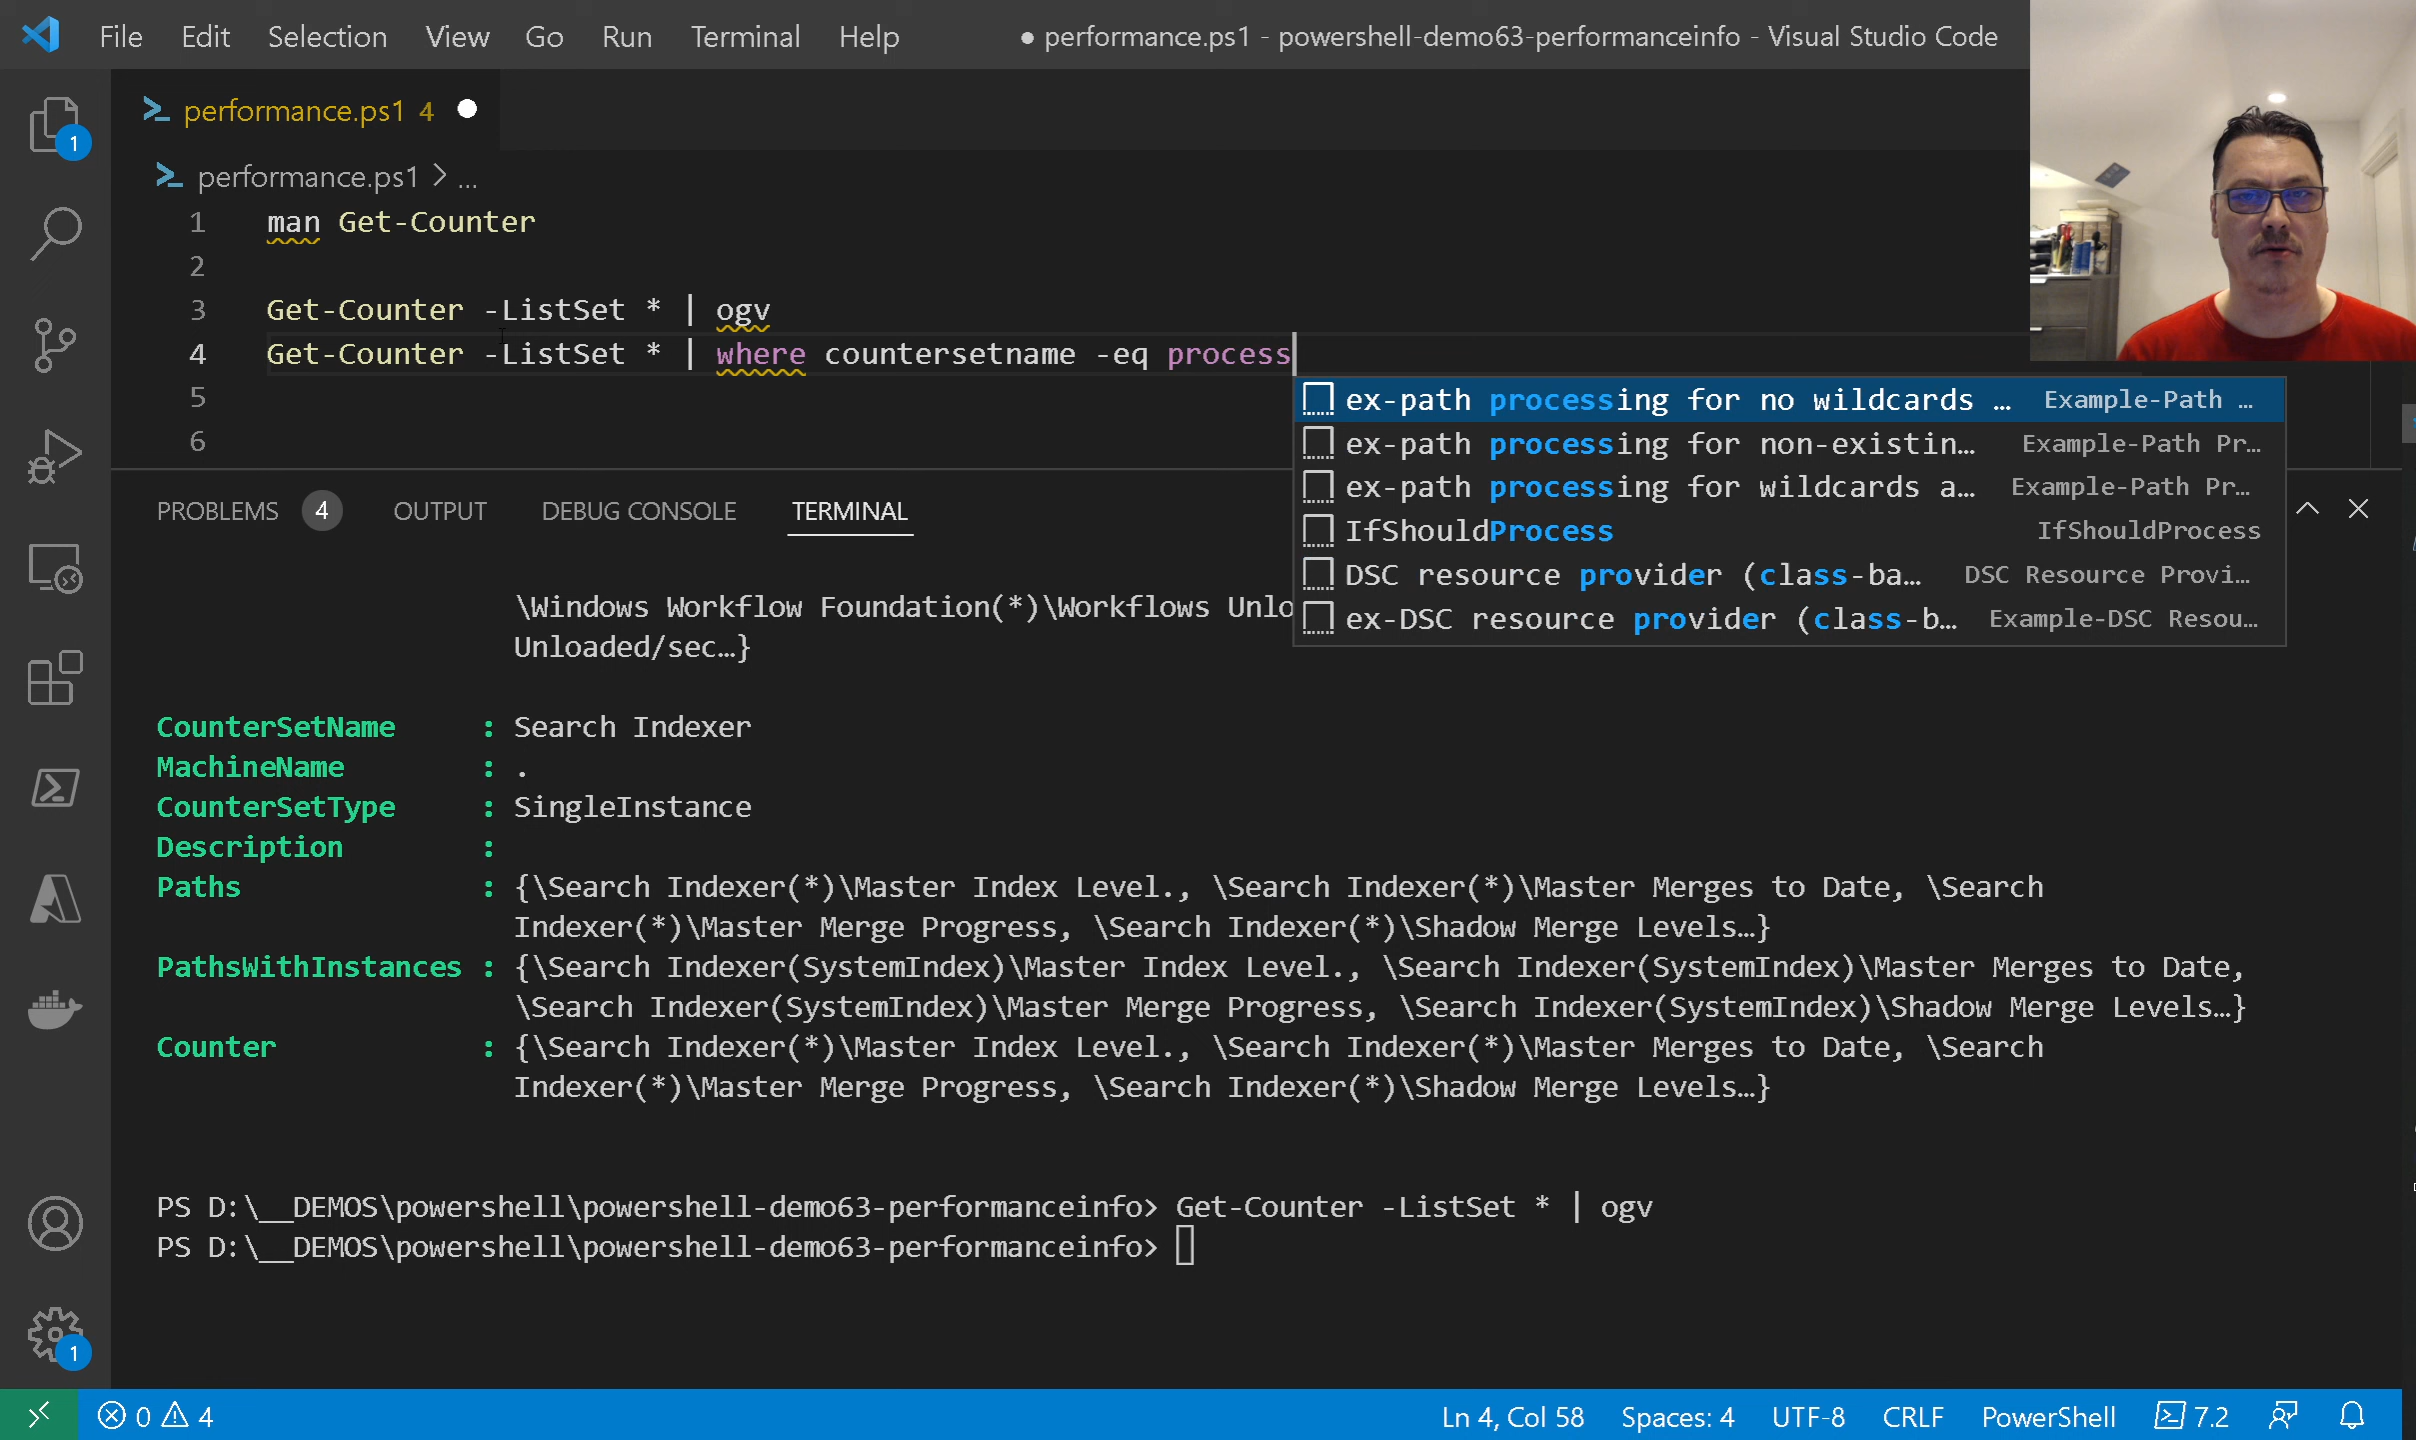 File Edit Selection View Go Run Terminal Help ● performance.ps1 - powershell-demo63-performanceinfo - Visual Studio Code
performance.ps1 4
performance.ps1 > ...
1 man Get-Counter
2
3 Get-Counter -ListSet * | ogv
4 Get-Counter -ListSet * | where countersetname -eq process
5
6
ex-path processing for no wildcards … Example-Path …
ex-path processing for non-existin… Example-Path Pr…
ex-path processing for wildcards a… Example-Path Pr…
IfShouldProcess IfShouldProcess
DSC resource provider (class-ba… DSC Resource Provi…
ex-DSC resource provider (class-b… Example-DSC Resou…
PROBLEMS 4 OUTPUT DEBUG CONSOLE TERMINAL
\Windows Workflow Foundation(*)\Workflows Unlo
Unloaded/sec…}
CounterSetName : Search Indexer
MachineName : .
CounterSetType : SingleInstance
Description :
Paths : {\Search Indexer(*)\Master Index Level., \Search Indexer(*)\Master Merges to Date, \Search
Indexer(*)\Master Merge Progress, \Search Indexer(*)\Shadow Merge Levels…}
PathsWithInstances : {\Search Indexer(SystemIndex)\Master Index Level., \Search Indexer(SystemIndex)\Master Merges to Date,
\Search Indexer(SystemIndex)\Master Merge Progress, \Search Indexer(SystemIndex)\Shadow Merge Levels…}
Counter : {\Search Indexer(*)\Master Index Level., \Search Indexer(*)\Master Merges to Date, \Search
Indexer(*)\Master Merge Progress, \Search Indexer(*)\Shadow Merge Levels…}
PS D:\__DEMOS\powershell\powershell-demo63-performanceinfo> Get-Counter -ListSet * | ogv
PS D:\__DEMOS\powershell\powershell-demo63-performanceinfo>
1
1
0 4 Ln 4, Col 58 Spaces: 4 UTF-8 CRLF PowerShell 7.2